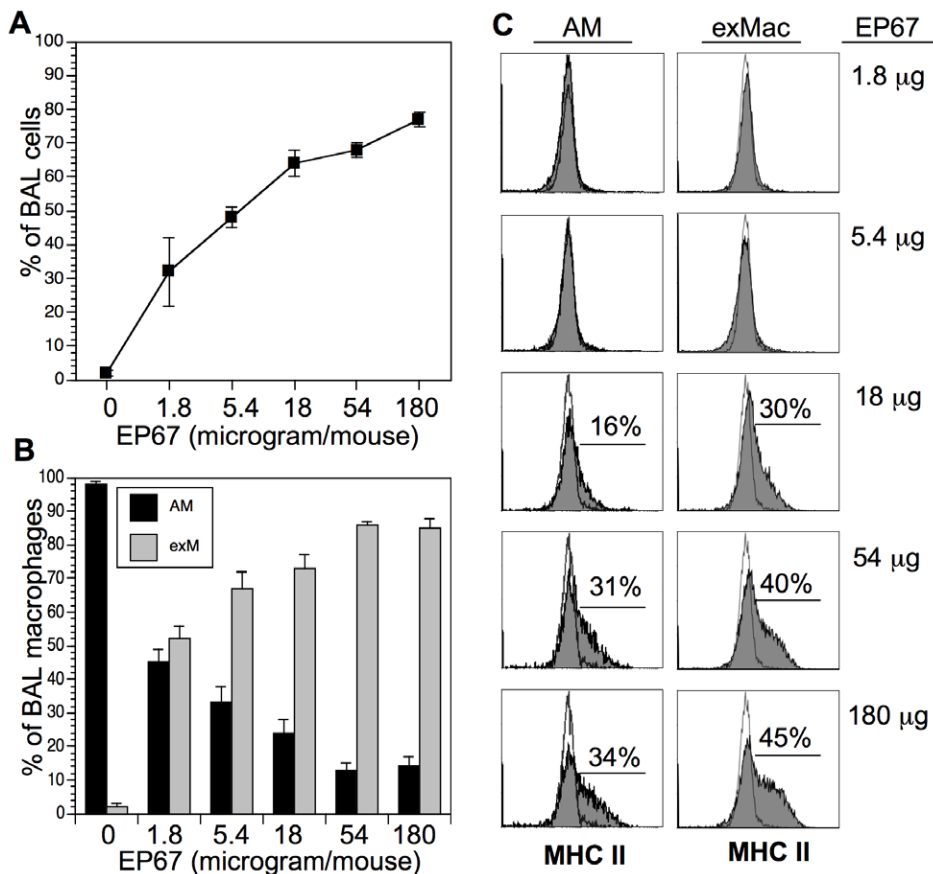 A
% of BAL cells
100
90
80
70
60
50
40
30
20
10
0
0 1.8 5.4 18 54 180
EP67 (microgram/mouse)
B
% of BAL macrophages
100
90
80
70
60
50
40
30
20
10
0
AM
exM
0 1.8 5.4 18 54 180
EP67 (microgram/mouse)
C
AM exMac EP67
1.8 µg
5.4 µg
16% 30% 18 µg
31% 40% 54 µg
34% 45% 180 µg
MHC II MHC II